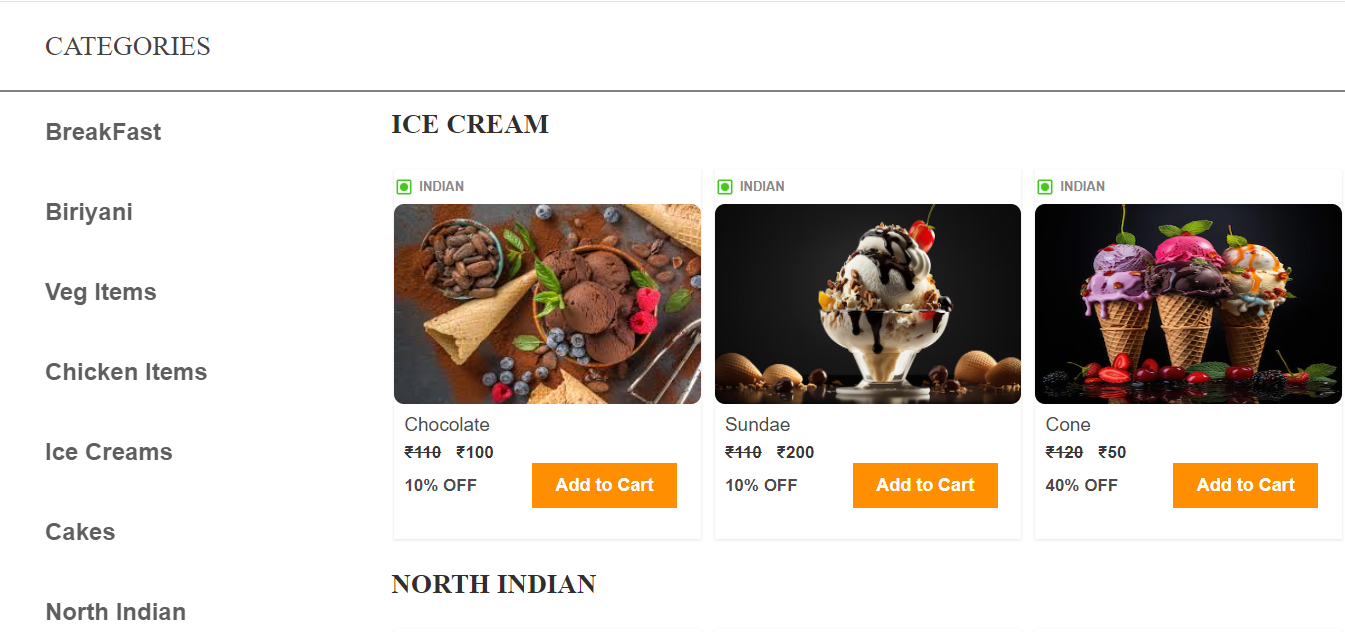 CATEGORIES
BreakFast
Biriyani
Veg Items
Chicken Items
Ice Creams
Cakes
North Indian
ICE CREAM
INDIAN
Chocolate
₹110 ₹100
10% OFF
Add to Cart
INDIAN
Sundae
₹110 ₹200
10% OFF
Add to Cart
INDIAN
Cone
₹120 ₹50
40% OFF
Add to Cart
NORTH INDIAN